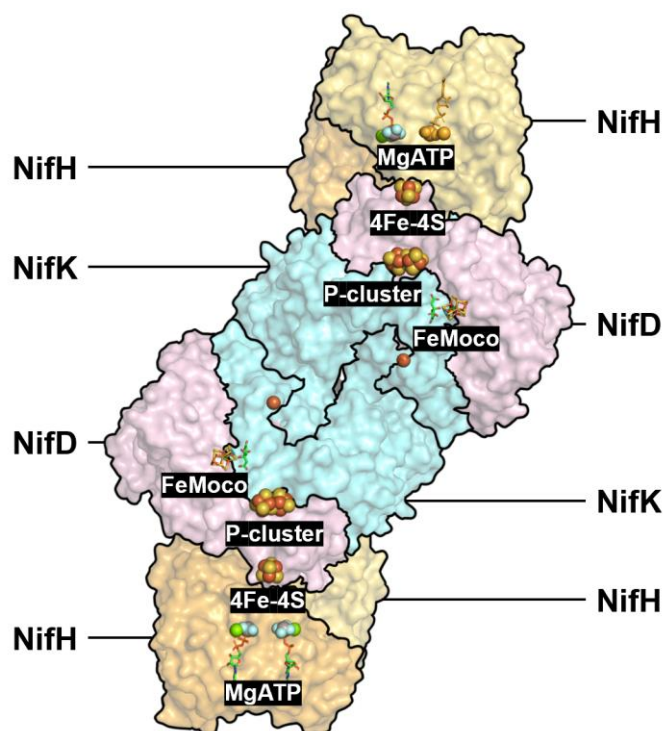 NifH
MgATP
NifH
4Fe-4S
NifK
P-cluster
FeMoco
NifD
NifD
FeMoco
P-cluster
NifK
4Fe-4S
NifH
NifH
MgATP